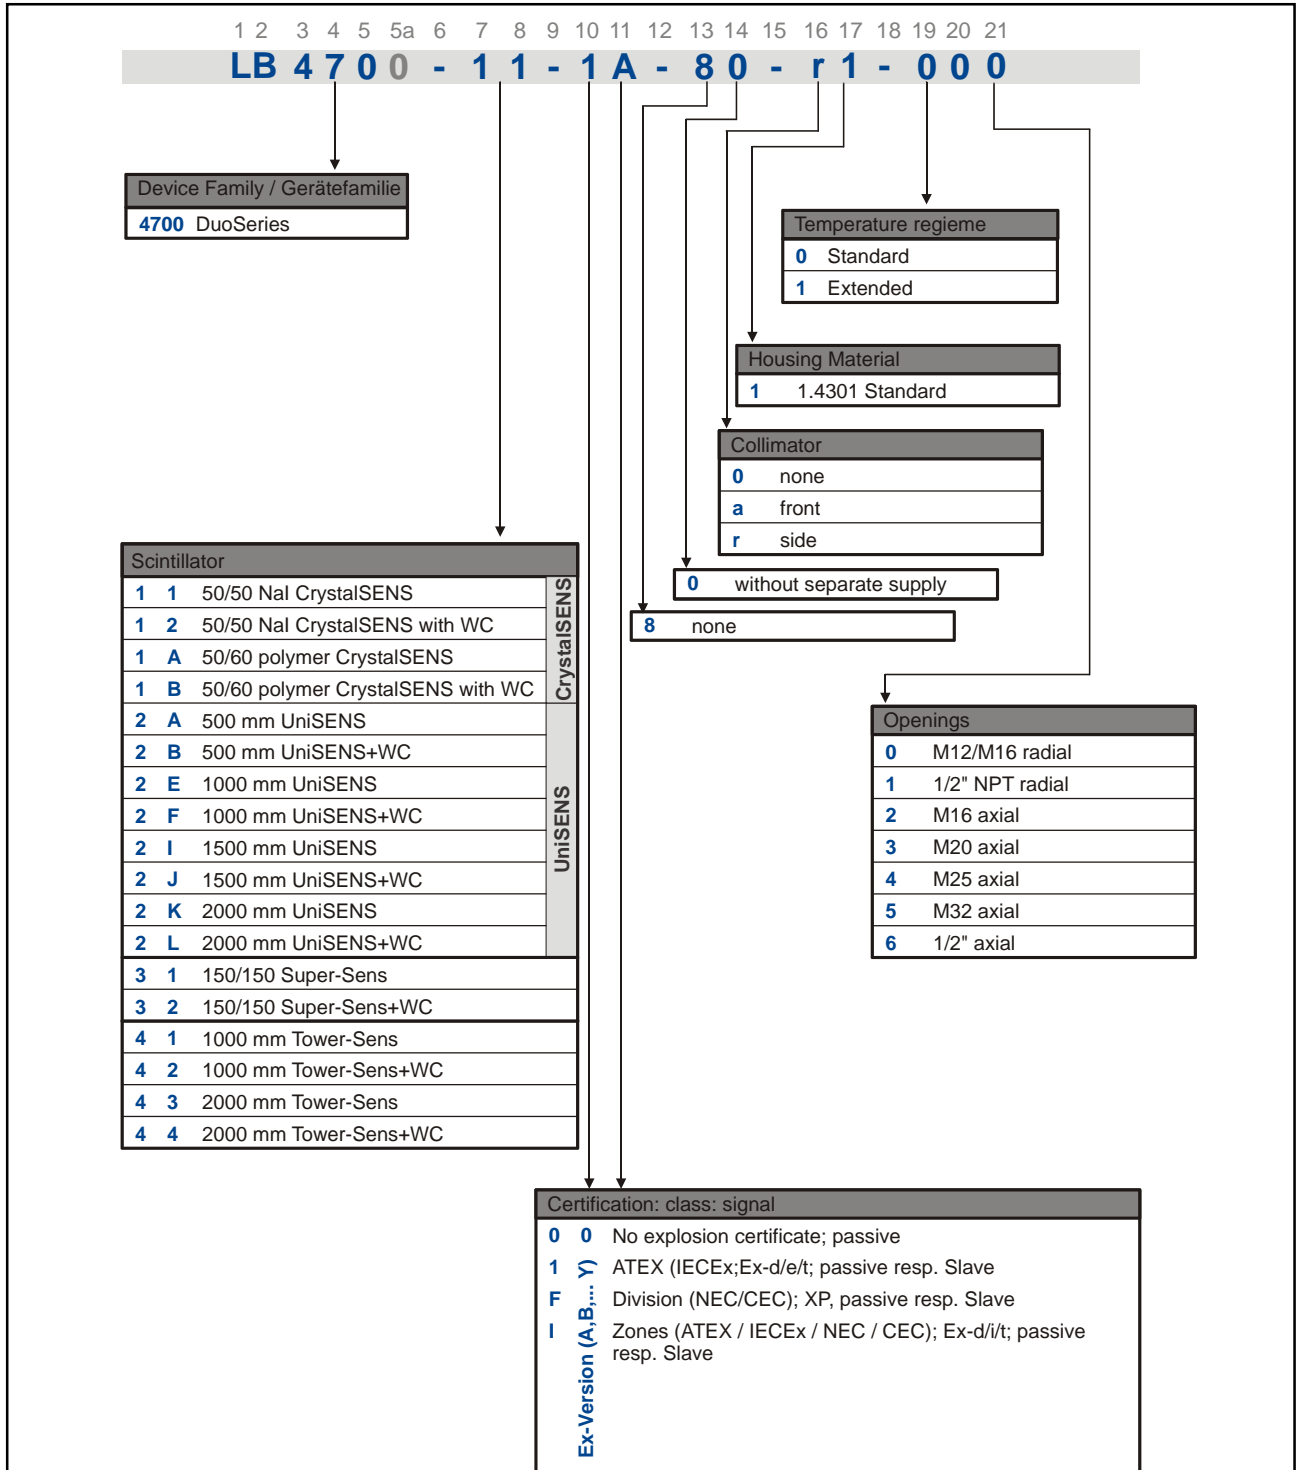 1 2 3 4 5 5a 6 7 8 9 10 11 12 13 14 15 16 17 18 19 20 21
LB 4 7 0 0 - 1 1 - 1 A - 8 0 - r 1 - 0 0 0
Device Family / Gerätefamilie
4700 DuoSeries
Temperature regieme
0 Standard
1 Extended
Housing Material
1 1.4301 Standard
Collimator
0 none
a front
r side
0 without separate supply
8 none
Scintillator
1 1 50/50 NaI CrystalSENS
1 2 50/50 NaI CrystalSENS with WC
1 A 50/60 polymer CrystalSENS
1 B 50/60 polymer CrystalSENS with WC
CrystalSENS
2 A 500 mm UniSENS
2 B 500 mm UniSENS+WC
2 E 1000 mm UniSENS
2 F 1000 mm UniSENS+WC
2 I 1500 mm UniSENS
2 J 1500 mm UniSENS+WC
2 K 2000 mm UniSENS
2 L 2000 mm UniSENS+WC
UniSENS
3 1 150/150 Super-Sens
3 2 150/150 Super-Sens+WC
4 1 1000 mm Tower-Sens
4 2 1000 mm Tower-Sens+WC
4 3 2000 mm Tower-Sens
4 4 2000 mm Tower-Sens+WC
Openings
0 M12/M16 radial
1 1/2" NPT radial
2 M16 axial
3 M20 axial
4 M25 axial
5 M32 axial
6 1/2" axial
Certification: class: signal
0 0 No explosion certificate; passive
1 ATEX (IECEx;Ex-d/e/t; passive resp. Slave
F Division (NEC/CEC); XP, passive resp. Slave
I Zones (ATEX / IECEx / NEC / CEC); Ex-d/i/t; passive
resp. Slave
Ex-Version (A,B,... Y)